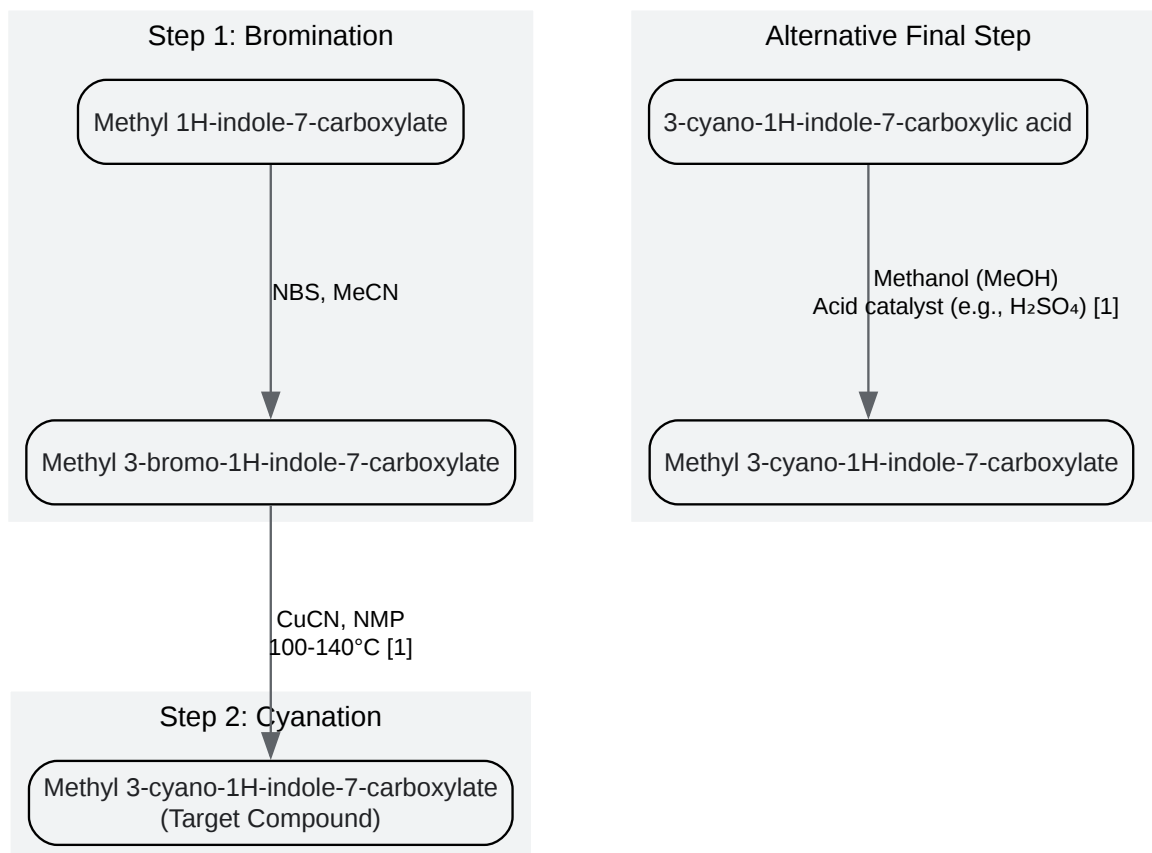 Step 1: Bromination
Methyl 1H-indole-7-carboxylate
NBS, MeCN
Methyl 3-bromo-1H-indole-7-carboxylate
CuCN, NMP
100-140°C [1]
Step 2: Cyanation
Methyl 3-cyano-1H-indole-7-carboxylate
(Target Compound)
Alternative Final Step
3-cyano-1H-indole-7-carboxylic acid
Methanol (MeOH)
Acid catalyst (e.g., H₂SO₄) [1]
Methyl 3-cyano-1H-indole-7-carboxylate